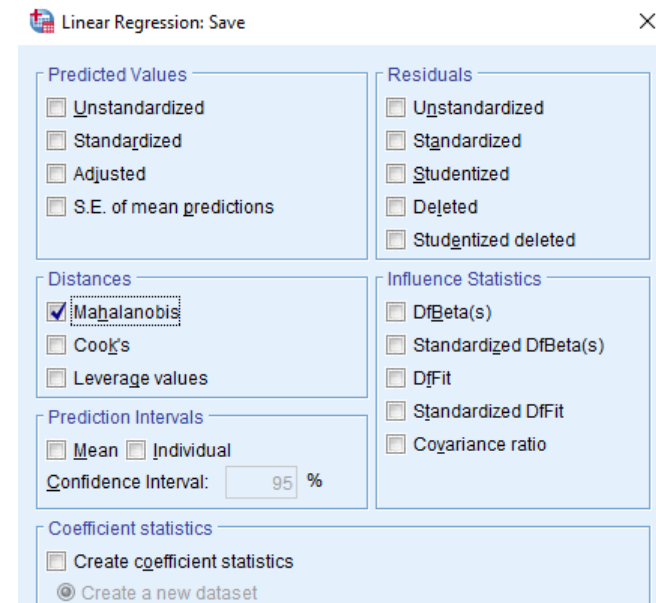 Linear Regression: Save
Predicted Values
Unstandardized
Standardized
Adjusted
S.E. of mean predictions
Residuals
Unstandardized
Standardized
Studentized
Deleted
Studentized deleted
Distances
Mahalanobis
Cook's
Leverage values
Influence Statistics
DfBeta(s)
Standardized DfBeta(s)
DfFit
Standardized DfFit
Covariance ratio
Prediction Intervals
Mean Individual
Confidence Interval: 95 %
Coefficient statistics
Create coefficient statistics
Create a new dataset